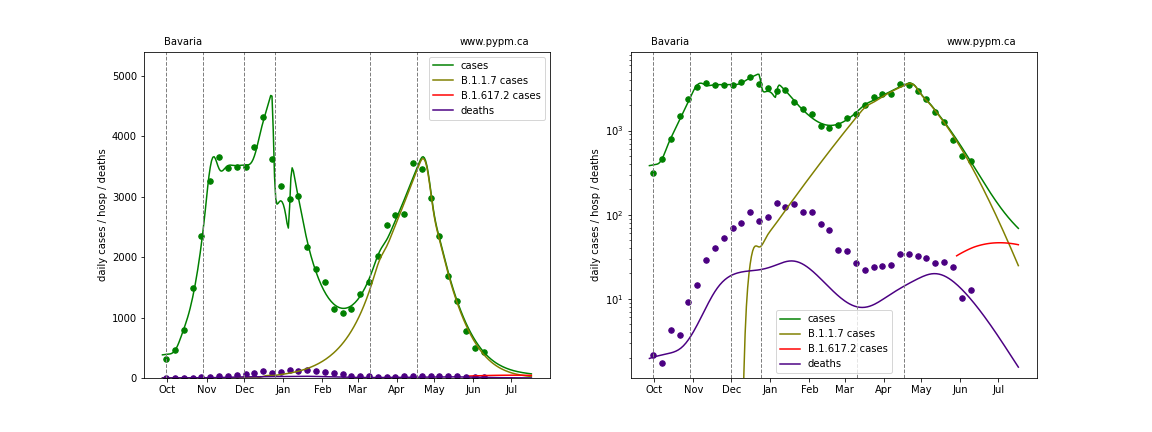 Bavaria www.pypm.ca
daily cases / hosp / deaths
5000
4000
3000
2000
1000
0
cases
B.1.1.7 cases
B.1.617.2 cases
deaths
Oct Nov Dec Jan Feb Mar Apr May Jun Jul
Bavaria www.pypm.ca
daily cases / hosp / deaths
10³
10²
10¹
cases
B.1.1.7 cases
B.1.617.2 cases
deaths
Oct Nov Dec Jan Feb Mar Apr May Jun Jul